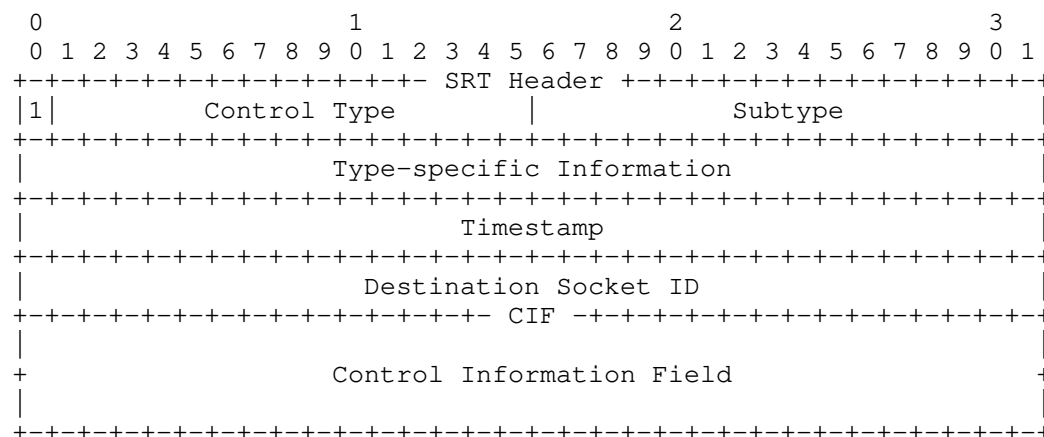 0                   1                   2                   3
 0 1 2 3 4 5 6 7 8 9 0 1 2 3 4 5 6 7 8 9 0 1 2 3 4 5 6 7 8 9 0 1
+-+-+-+-+-+-+-+-+-+-+-+-+- SRT Header +-+-+-+-+-+-+-+-+-+-+-+-+-+
|1|         Control Type        |            Subtype            |
+-+-+-+-+-+-+-+-+-+-+-+-+-+-+-+-+-+-+-+-+-+-+-+-+-+-+-+-+-+-+-+-+
|                   Type-specific Information                   |
+-+-+-+-+-+-+-+-+-+-+-+-+-+-+-+-+-+-+-+-+-+-+-+-+-+-+-+-+-+-+-+-+
|                           Timestamp                           |
+-+-+-+-+-+-+-+-+-+-+-+-+-+-+-+-+-+-+-+-+-+-+-+-+-+-+-+-+-+-+-+-+
|                     Destination Socket ID                     |
+-+-+-+-+-+-+-+-+-+-+-+-+-+-+- CIF -+-+-+-+-+-+-+-+-+-+-+-+-+-+-+
|                                                               |
+                   Control Information Field                   +
|                                                               |
+-+-+-+-+-+-+-+-+-+-+-+-+-+-+-+-+-+-+-+-+-+-+-+-+-+-+-+-+-+-+-+-+